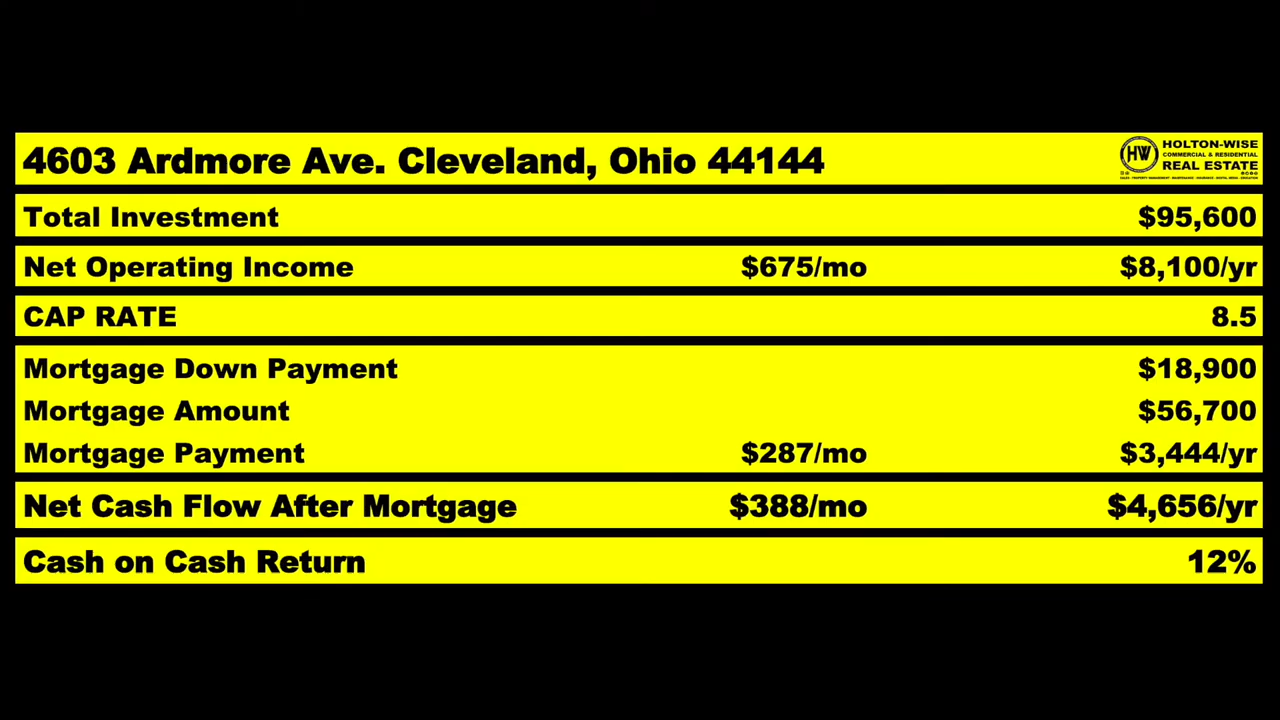 4603 Ardmore Ave. Cleveland, Ohio 44144
HW
HOLTON-WISE
COMMERCIAL & RESIDENTIAL
REAL ESTATE
Total Investment $95,600
Net Operating Income $675/mo $8,100/yr
CAP RATE 8.5
Mortgage Down Payment $18,900
Mortgage Amount $56,700
Mortgage Payment $287/mo $3,444/yr
Net Cash Flow After Mortgage $388/mo $4,656/yr
Cash on Cash Return 12%